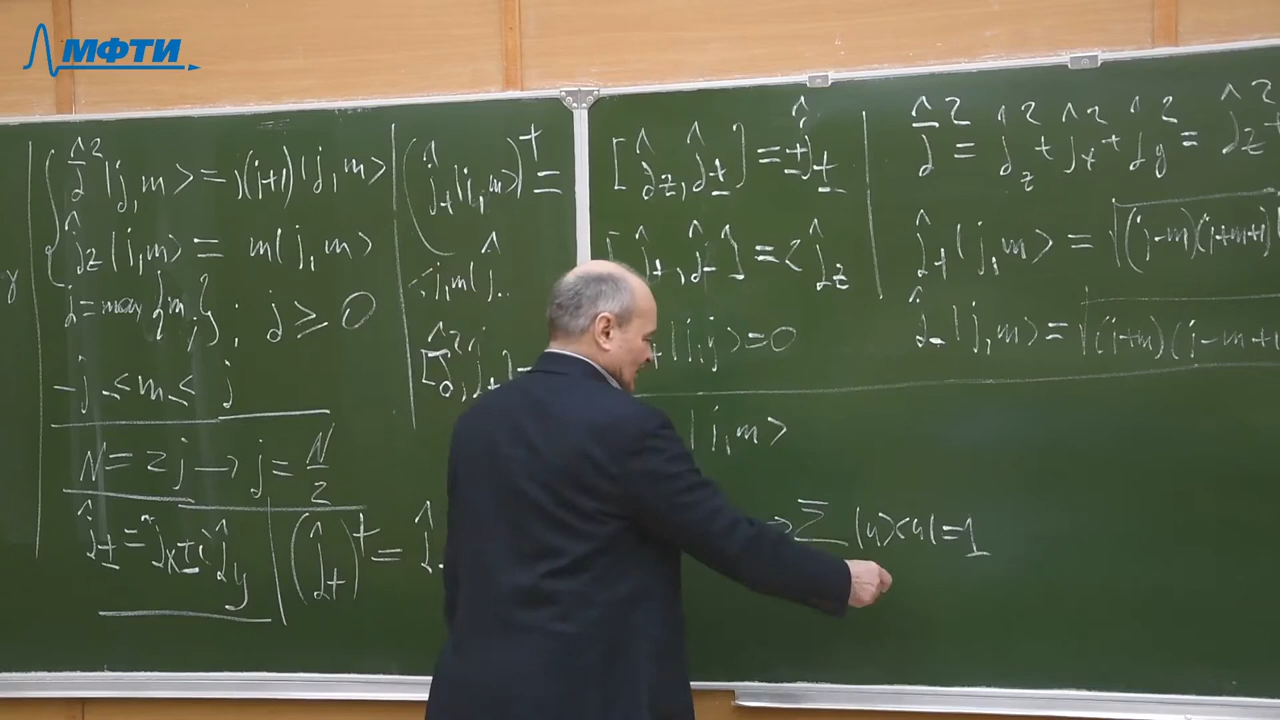 МФТИ
ĵ² |j,m> = j(j+1) |j,m>
ĵz |j,m> = m |j,m>
j = max {mj}; j ≥ 0
-j ≤ m ≤ j
N = 2j → j = N/2
ĵ± = ĵx ± iĵy
(ĵ+)⁺ = ĵ-
(ĵ+ |j,m>)⁺ =
[ĵz, ĵ±] = ±ĵ±
[ĵ+, ĵ-] = 2ĵz
|j,j> = 0
ĵ² = ĵz² + ĵx² + ĵy² = ĵz² +
ĵ+ |j,m> = √(j-m)(j+m+1)
ĵ- |j,m> = √(j+m)(j-m+1
|j,m>
→ Σ |n><n| = 1